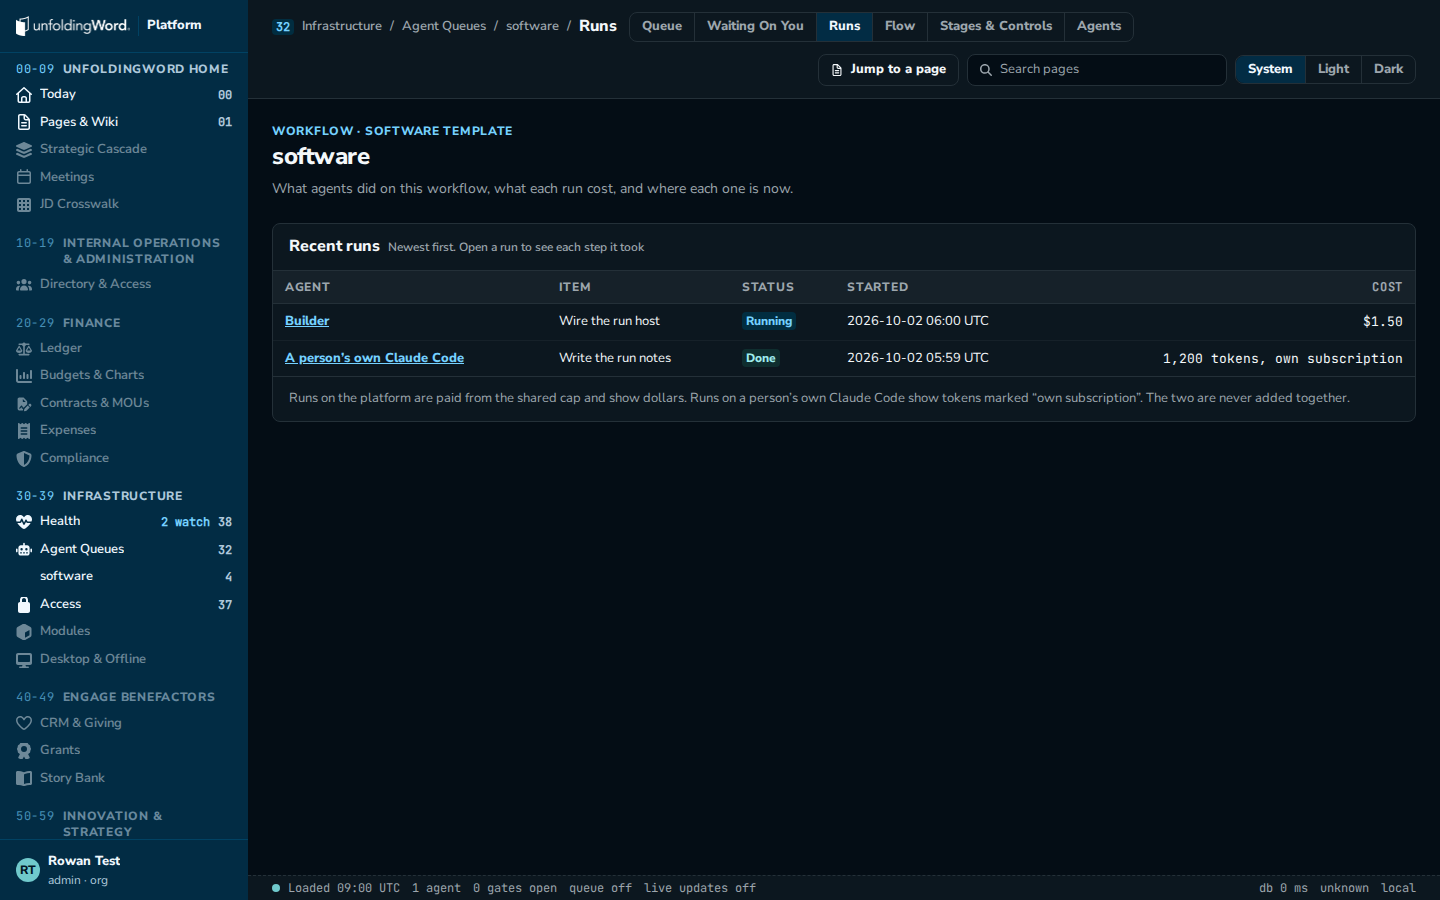 unfoldingWord. Platform
00-09 UNFOLDINGWORD HOME
Today 00
Pages & Wiki 01
Strategic Cascade
Meetings
JD Crosswalk
10-19 INTERNAL OPERATIONS
& ADMINISTRATION
Directory & Access
20-29 FINANCE
Ledger
Budgets & Charts
Contracts & MOUs
Expenses
Compliance
30-39 INFRASTRUCTURE
Health 2 watch 38
Agent Queues 32
software 4
Access 37
Modules
Desktop & Offline
40-49 ENGAGE BENEFACTORS
CRM & Giving
Grants
Story Bank
50-59 INNOVATION &
STRATEGY
RT Rowan Test
admin · org
32 Infrastructure / Agent Queues / software / Runs Queue Waiting On You Runs Flow Stages & Controls Agents
Jump to a page Search pages System Light Dark
WORKFLOW · SOFTWARE TEMPLATE
software
What agents did on this workflow, what each run cost, and where each one is now.
Recent runs Newest first. Open a run to see each step it took
AGENT ITEM STATUS STARTED COST
Builder Wire the run host Running 2026-10-02 06:00 UTC $1.50
A person's own Claude Code Write the run notes Done 2026-10-02 05:59 UTC 1,200 tokens, own subscription
Runs on the platform are paid from the shared cap and show dollars. Runs on a person's own Claude Code show tokens marked “own subscription”. The two are never added together.
Loaded 09:00 UTC 1 agent 0 gates open queue off live updates off db 0 ms unknown local